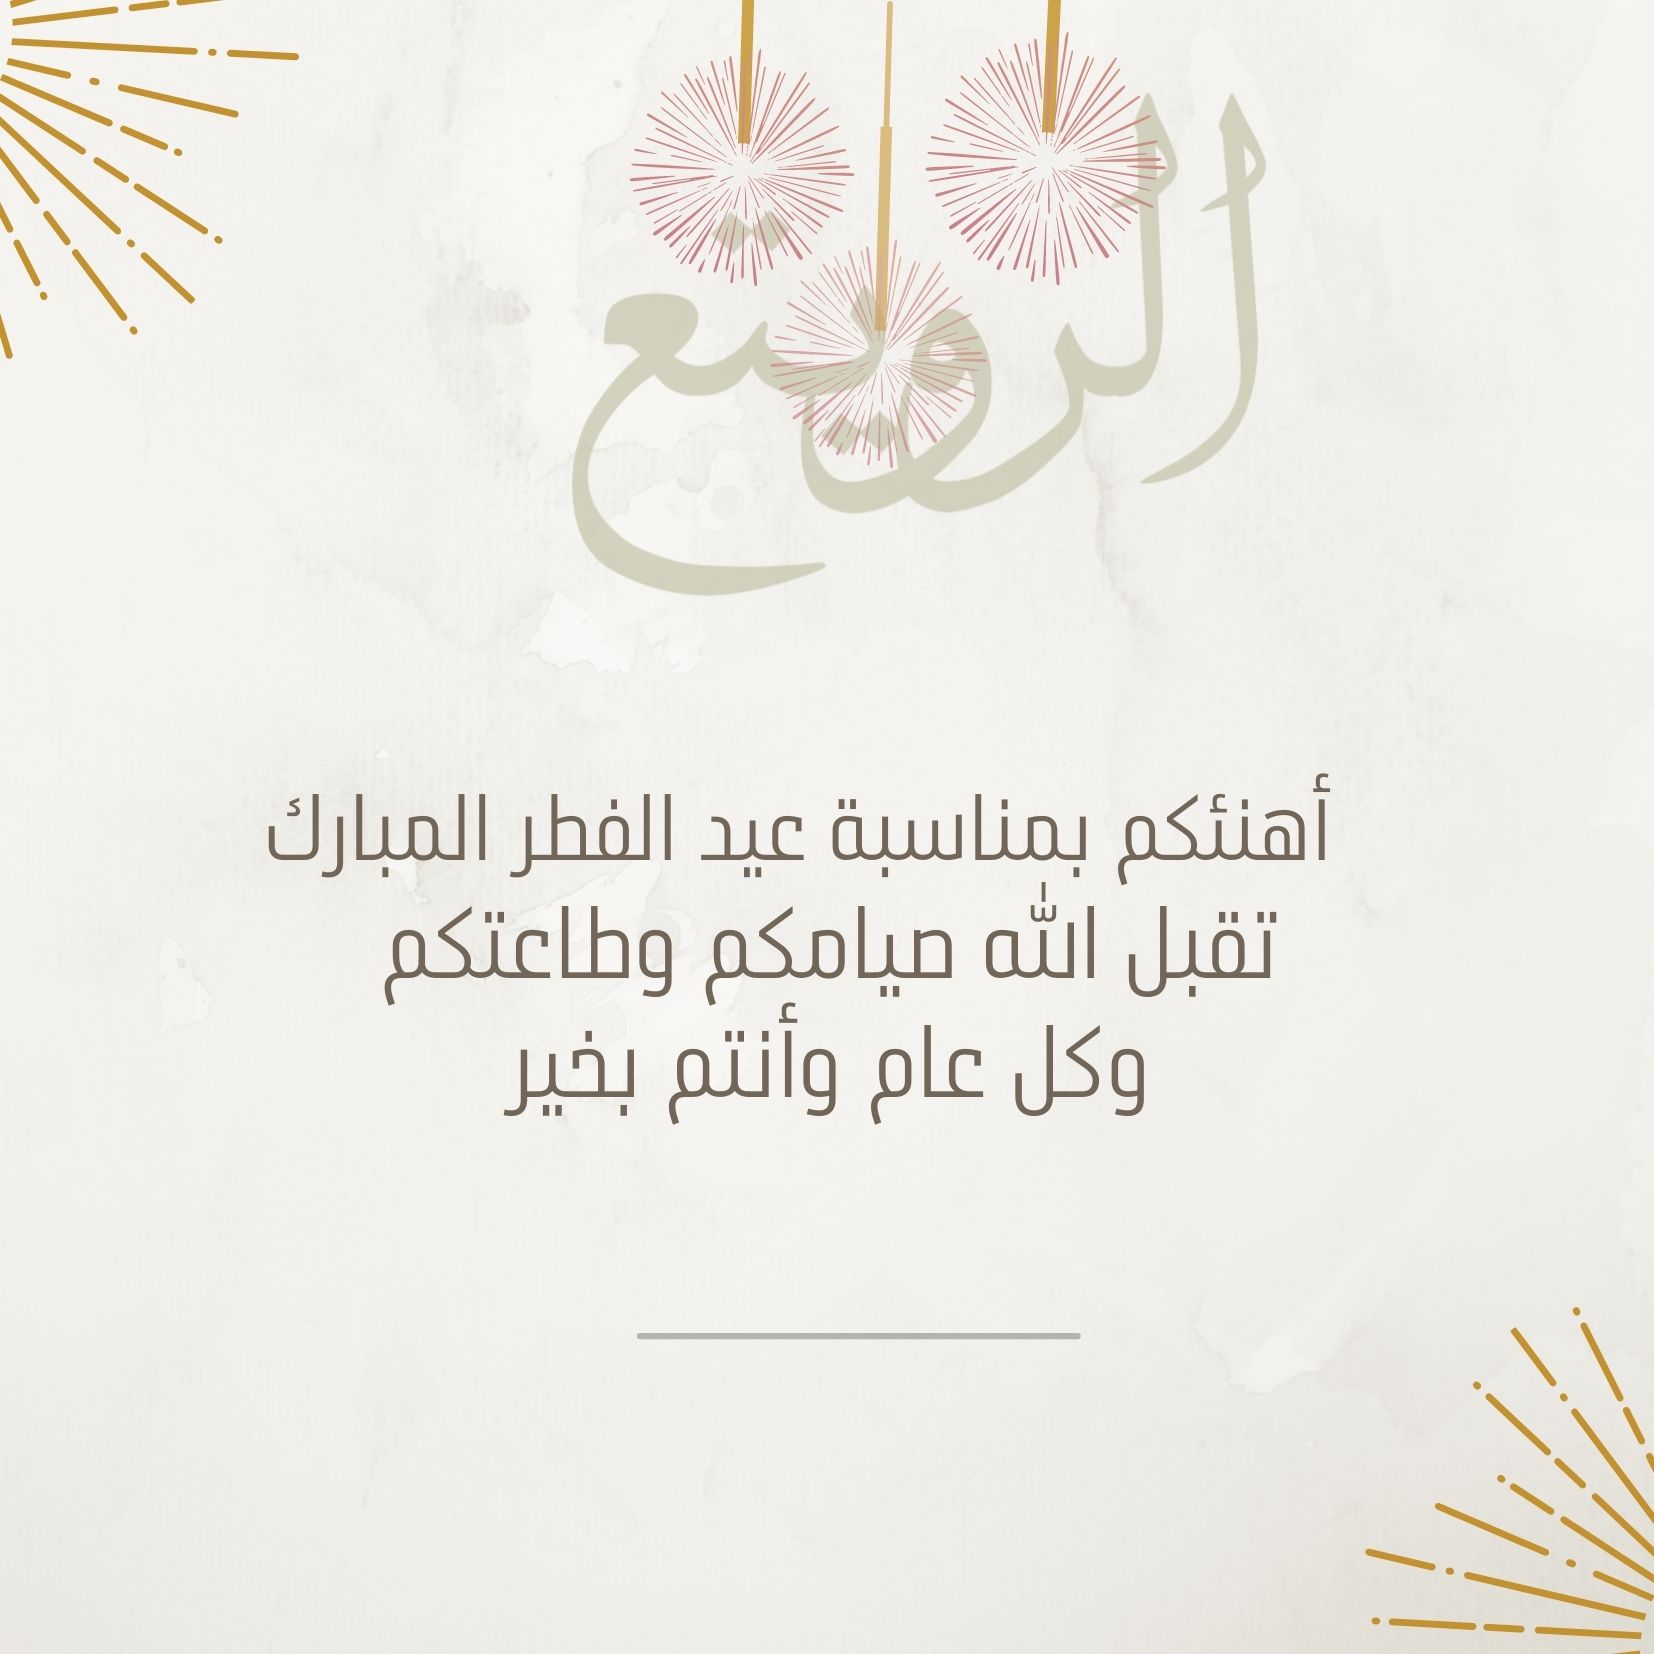 أهنئكم بمناسبة عيد الفطر المبارك
تقبل الله صيامكم وطاعتكم
وكل عام وأنتم بخير